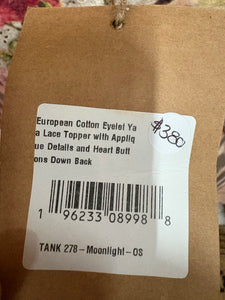 European Cotton Eyelet Ya
a Lace Topper with Appliq
ue Details and Heart Butt
ons Down Back
$380
1 96233 08998 8
TANK 278-Moonlight-OS